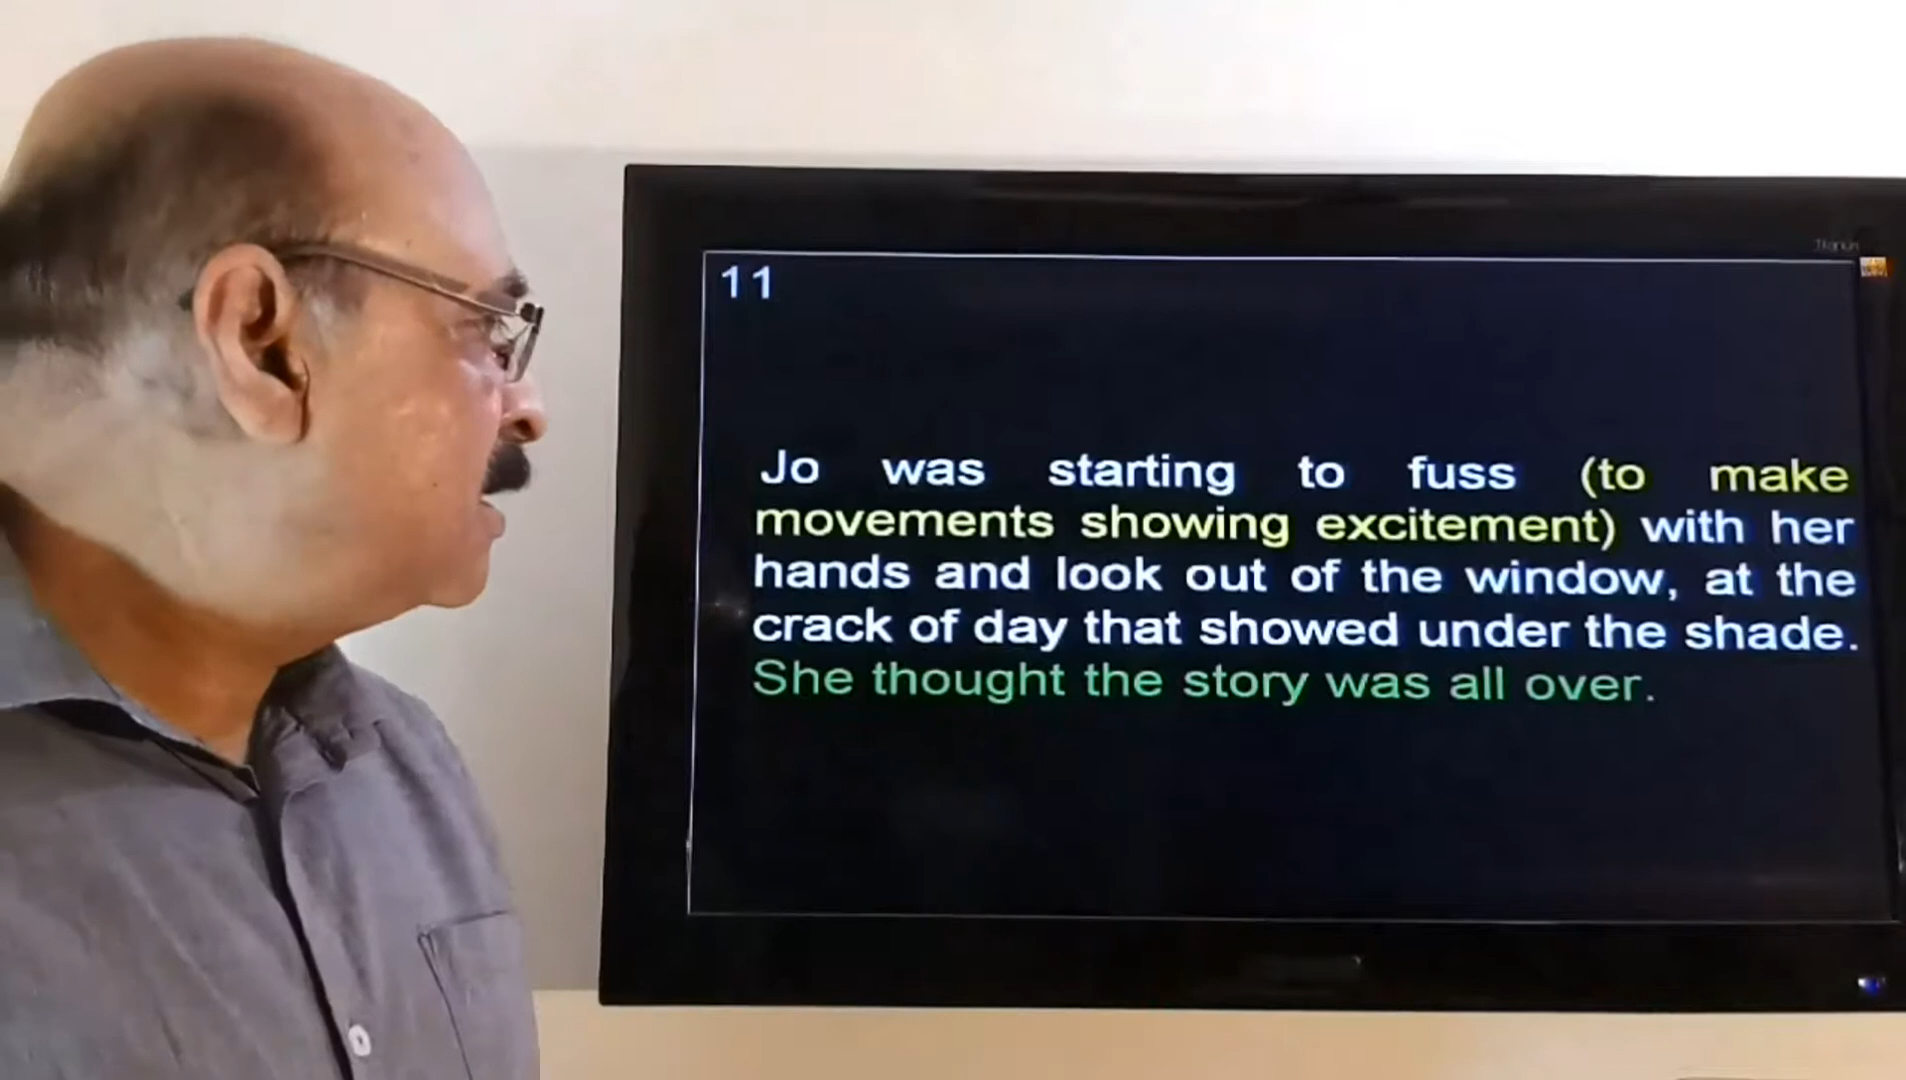 11
Jo was starting to fuss (to make
movements showing excitement) with her
hands and look out of the window, at the
crack of day that showed under the shade.
She thought the story was all over.